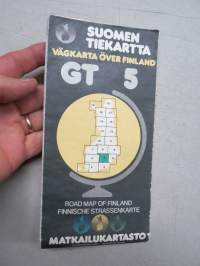 SUOMEN
TIEKARTTA
VÄGKARTA ÖVER FINLAND
GT 5
ROAD MAP OF FINLAND
FINNISCHE STRASSENKARTE
MATKAILUKARTASTO